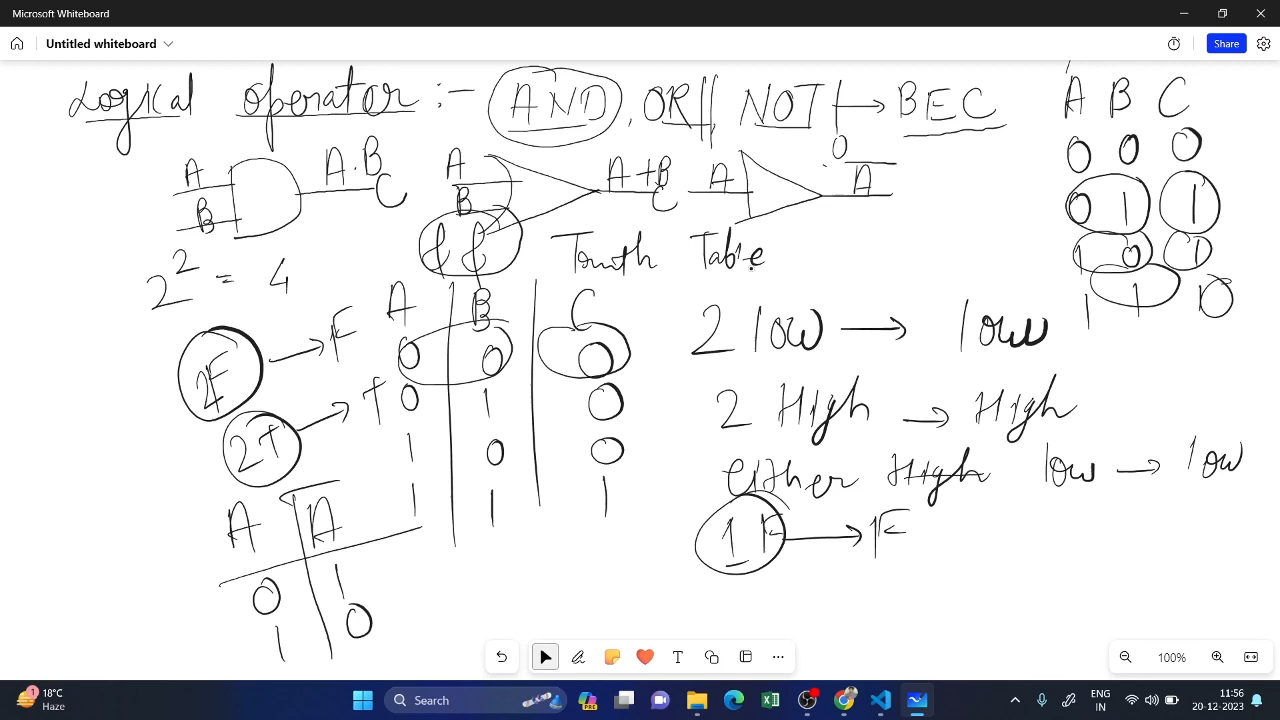 Microsoft Whiteboard
Untitled whiteboard
Share
Logical operator :- AND, OR||, NOT → BEC
A B C
0 0 0
0 1 1
1 0 1
1 1
A
B
A.B
C
A
B
A+B
C
A
A
2² = 4
Truth Table
A B C
0 0 0
0 1 0
1 0 0
1 1 1
2F → F
2T → T
2 low → low
2 High → High
either High low → low
1 F → F
A A
0 1
1 0
100%
1
18°C
Haze
Search
PRE
ENG
IN
11:56
20-12-2023